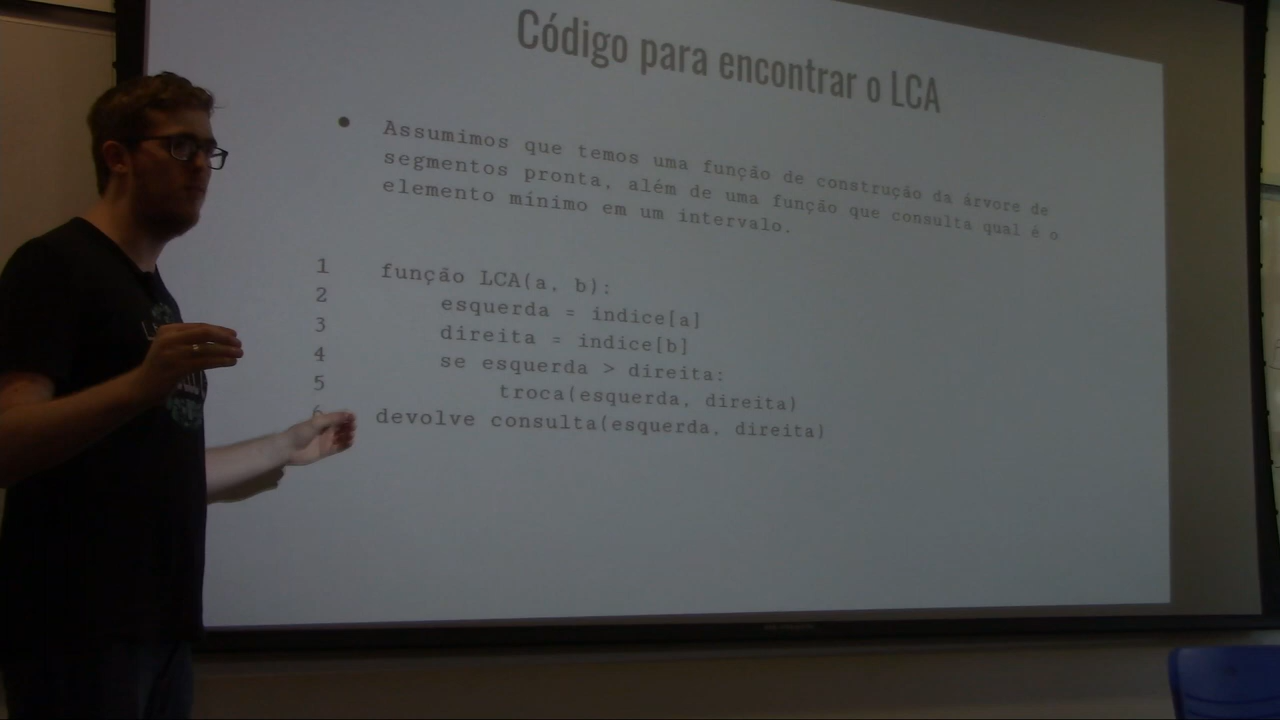 Código para encontrar o LCA
● Assumimos que temos uma função de construção da árvore de
segmentos pronta, além de uma função que consulta qual é o
elemento mínimo em um intervalo.
1 função LCA(a, b):
2 esquerda = indice[a]
3 direita = indice[b]
4 se esquerda > direita:
5 troca(esquerda, direita)
6 devolve consulta(esquerda, direita)